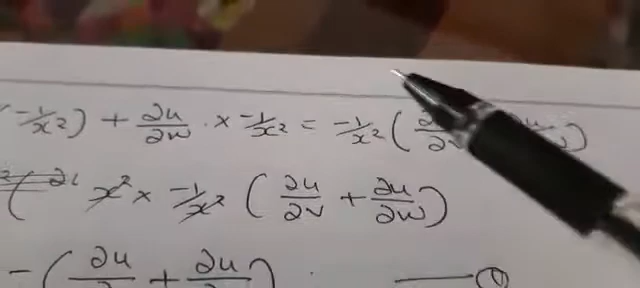 (-1/x²) + ∂u/∂w · x -1/x² = -1/x² (
x² x -1/x² ( ∂u/∂v + ∂u/∂w )
- ( ∂u/ + ∂u/ ) · — ①